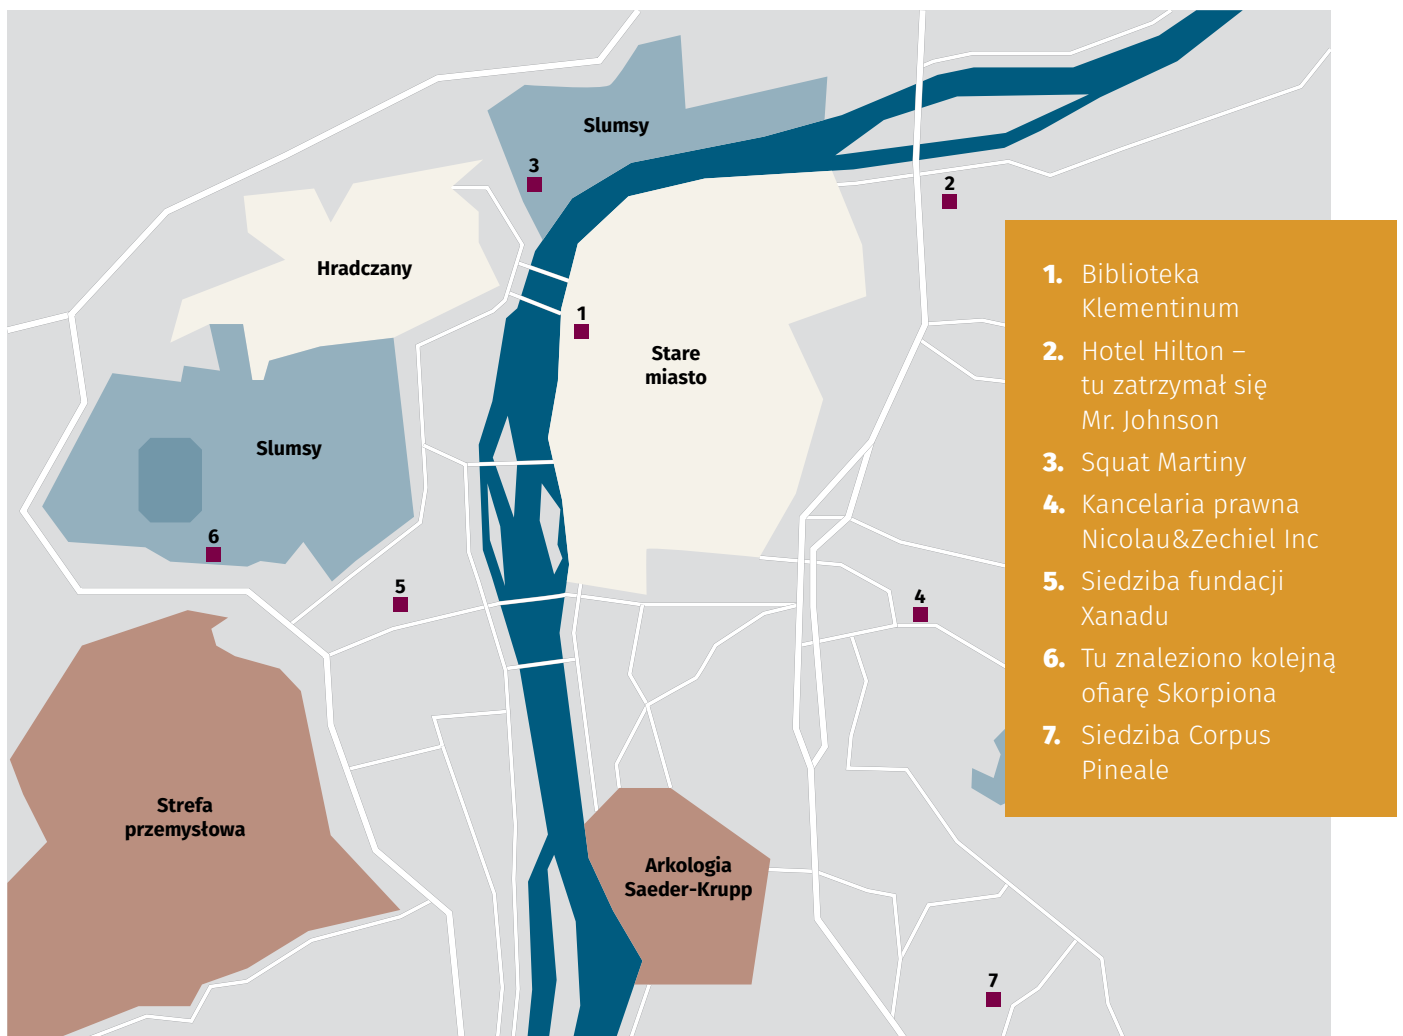 Slumsy
3
2
Hradczany
1
Stare
miasto
Slumsy
6
5
4
Strefa
przemysłowa
Arkologia
Saeder-Krupp
7
1. Biblioteka
Klementinum
2. Hotel Hilton –
tu zatrzymał się
Mr. Johnson
3. Squat Martiny
4. Kancelaria prawna
Nicolau&Zechiel Inc
5. Siedziba fundacji
Xanadu
6. Tu znaleziono kolejną
ofiarę Skorpiona
7. Siedziba Corpus
Pineale